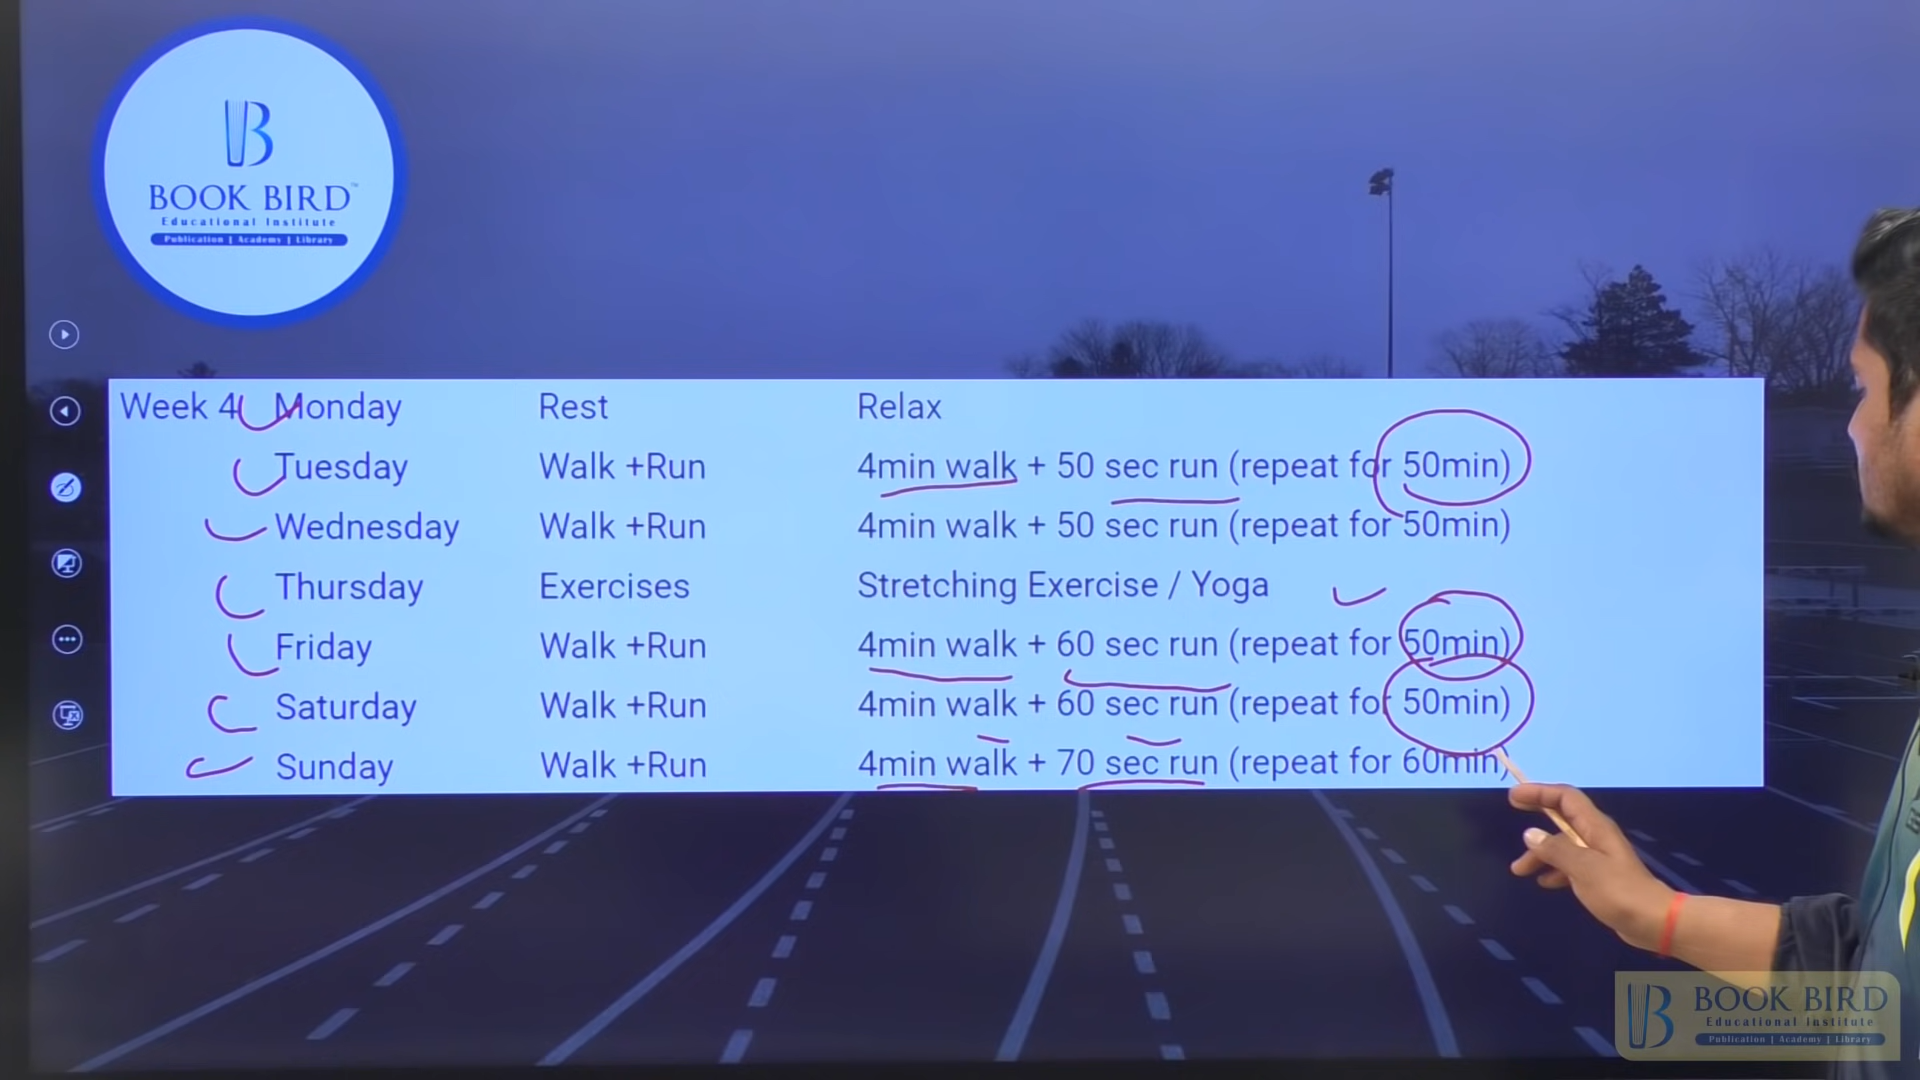 BOOK BIRD™
Educational Institute
Publication | Academy | Library
Week 4 Monday Rest Relax
Tuesday Walk +Run 4min walk + 50 sec run (repeat for 50min)
Wednesday Walk +Run 4min walk + 50 sec run (repeat for 50min)
Thursday Exercises Stretching Exercise / Yoga
Friday Walk +Run 4min walk + 60 sec run (repeat for 50min)
Saturday Walk +Run 4min walk + 60 sec run (repeat for 50min)
Sunday Walk +Run 4min walk + 70 sec run (repeat for 60min)
BOOK BIRD
Educational Institute
Publication | Academy | Library